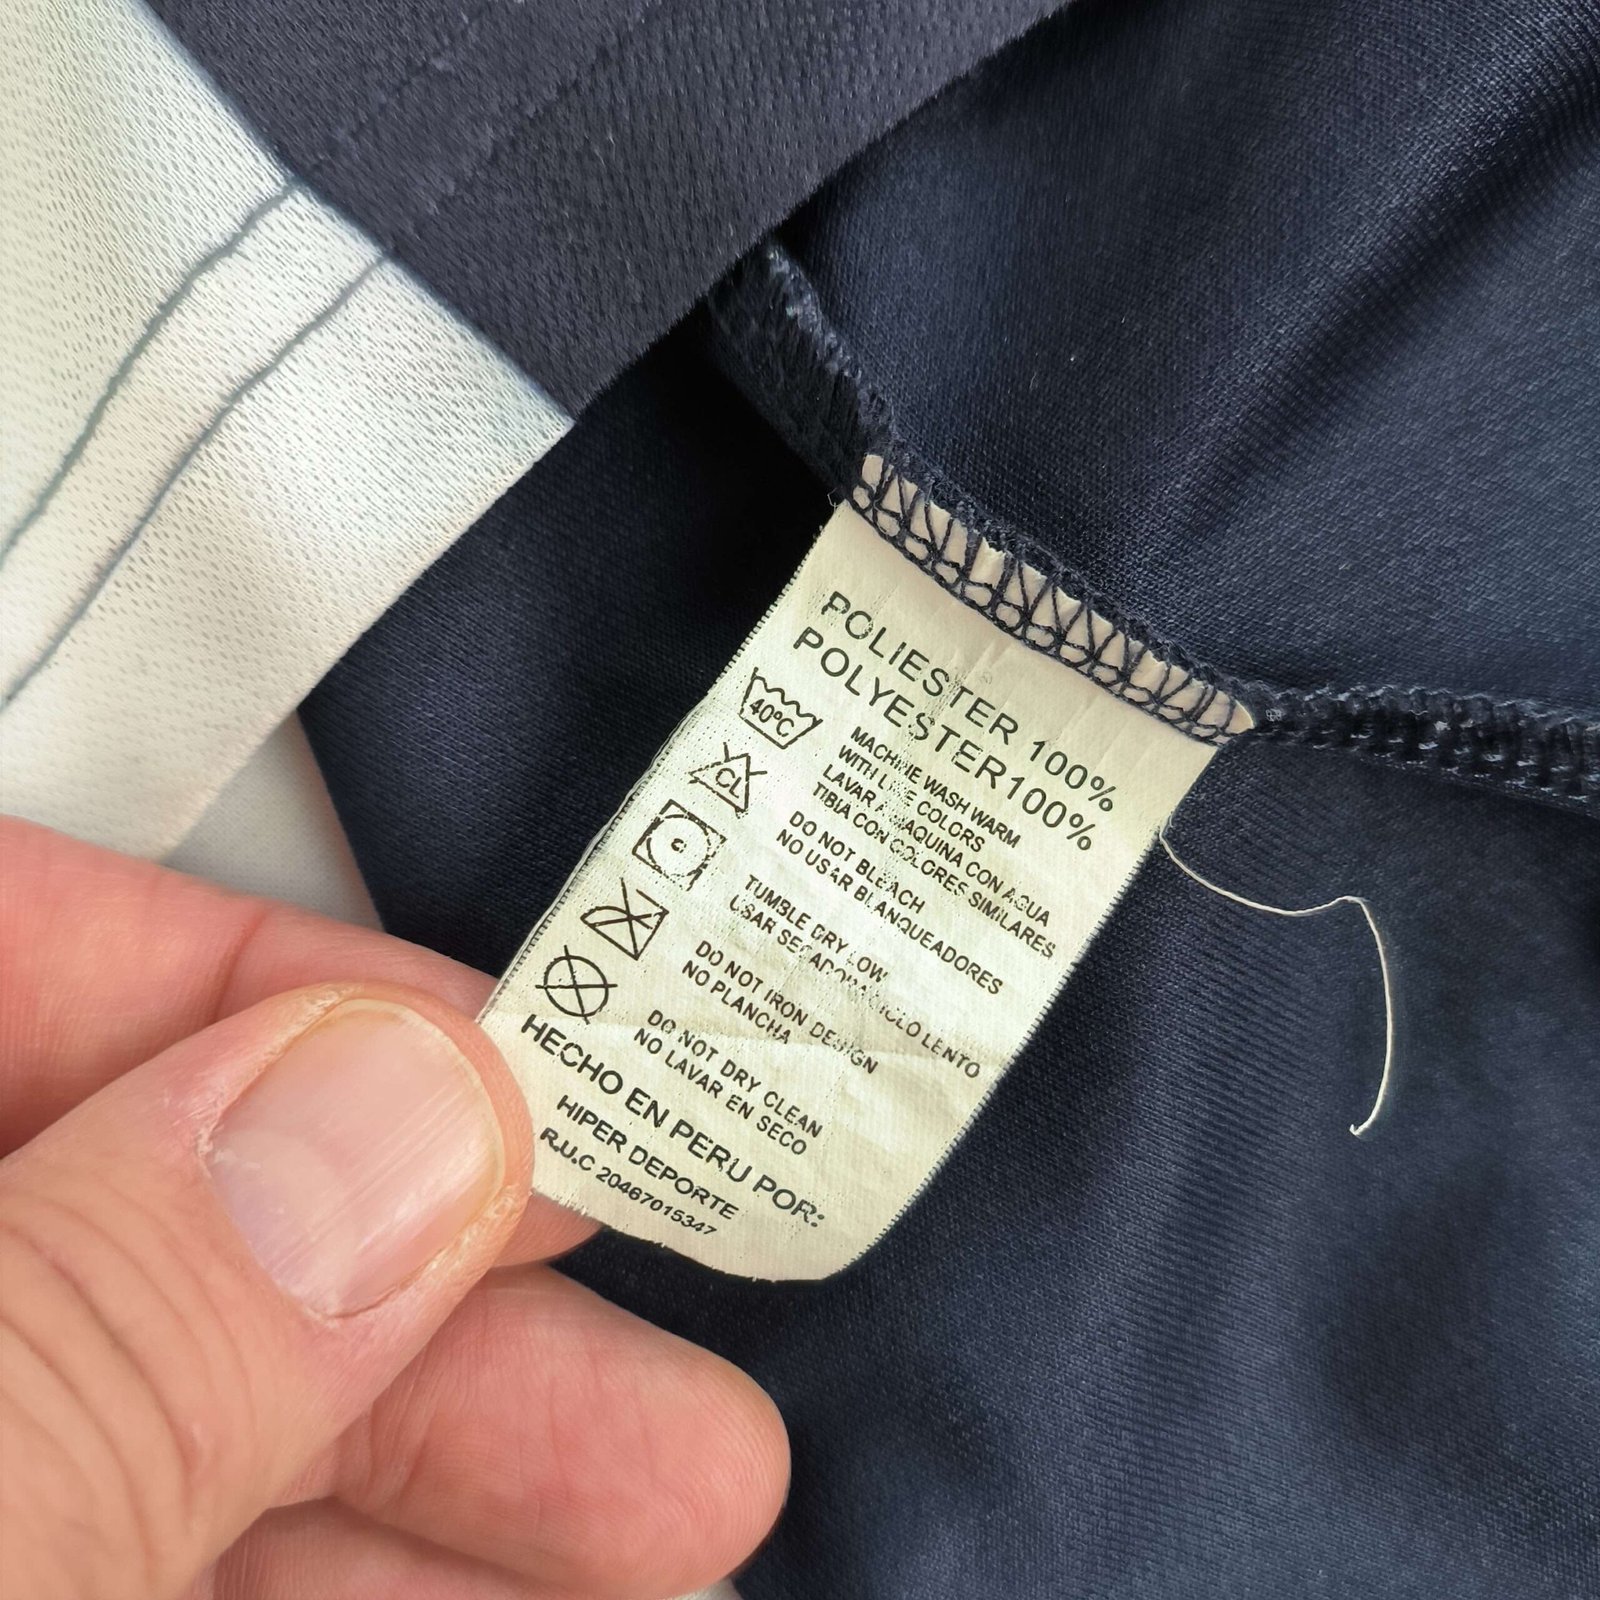 POLIESTER 100%
POLYESTER100%
40ºC
MACHINE WASH WARM
WITH LIKE COLORS
LAVAR A MAQUINA CON AGUA
TIBIA CON COLORES SIMILARES
CL
DO NOT BLEACH
NO USAR BLANQUEADORES
TUMBLE DRY LOW
USAR SECADORA CICLO LENTO
DO NOT IRON DESIGN
NO PLANCHA
DO NOT DRY CLEAN
NO LAVAR EN SECO
HECHO EN PERU POR:
HIPER DEPORTE
R.U.C 20467015347